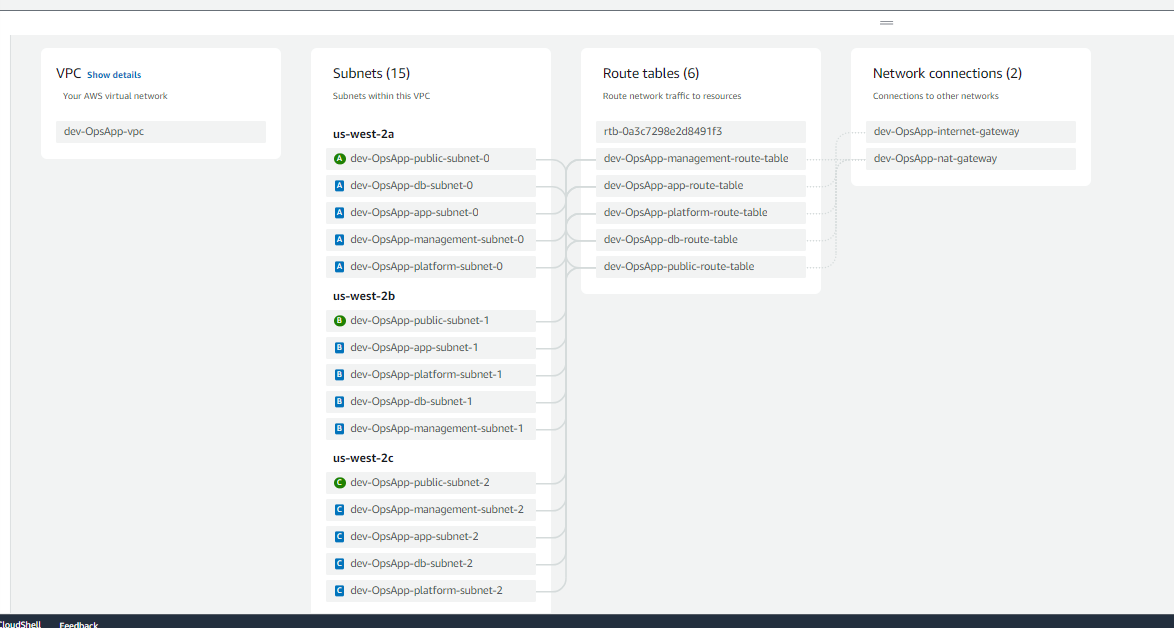 VPC Show details
Your AWS virtual network
dev-OpsApp-vpc
Subnets (15)
Subnets within this VPC
us-west-2a
A dev-OpsApp-public-subnet-0
A dev-OpsApp-db-subnet-0
A dev-OpsApp-app-subnet-0
A dev-OpsApp-management-subnet-0
A dev-OpsApp-platform-subnet-0
us-west-2b
B dev-OpsApp-public-subnet-1
B dev-OpsApp-app-subnet-1
B dev-OpsApp-platform-subnet-1
B dev-OpsApp-db-subnet-1
B dev-OpsApp-management-subnet-1
us-west-2c
C dev-OpsApp-public-subnet-2
C dev-OpsApp-management-subnet-2
C dev-OpsApp-app-subnet-2
C dev-OpsApp-db-subnet-2
C dev-OpsApp-platform-subnet-2
Route tables (6)
Route network traffic to resources
rtb-0a3c7298e2d8491f3
dev-OpsApp-management-route-table
dev-OpsApp-app-route-table
dev-OpsApp-platform-route-table
dev-OpsApp-db-route-table
dev-OpsApp-public-route-table
Network connections (2)
Connections to other networks
dev-OpsApp-internet-gateway
dev-OpsApp-nat-gateway
CloudShell Feedback